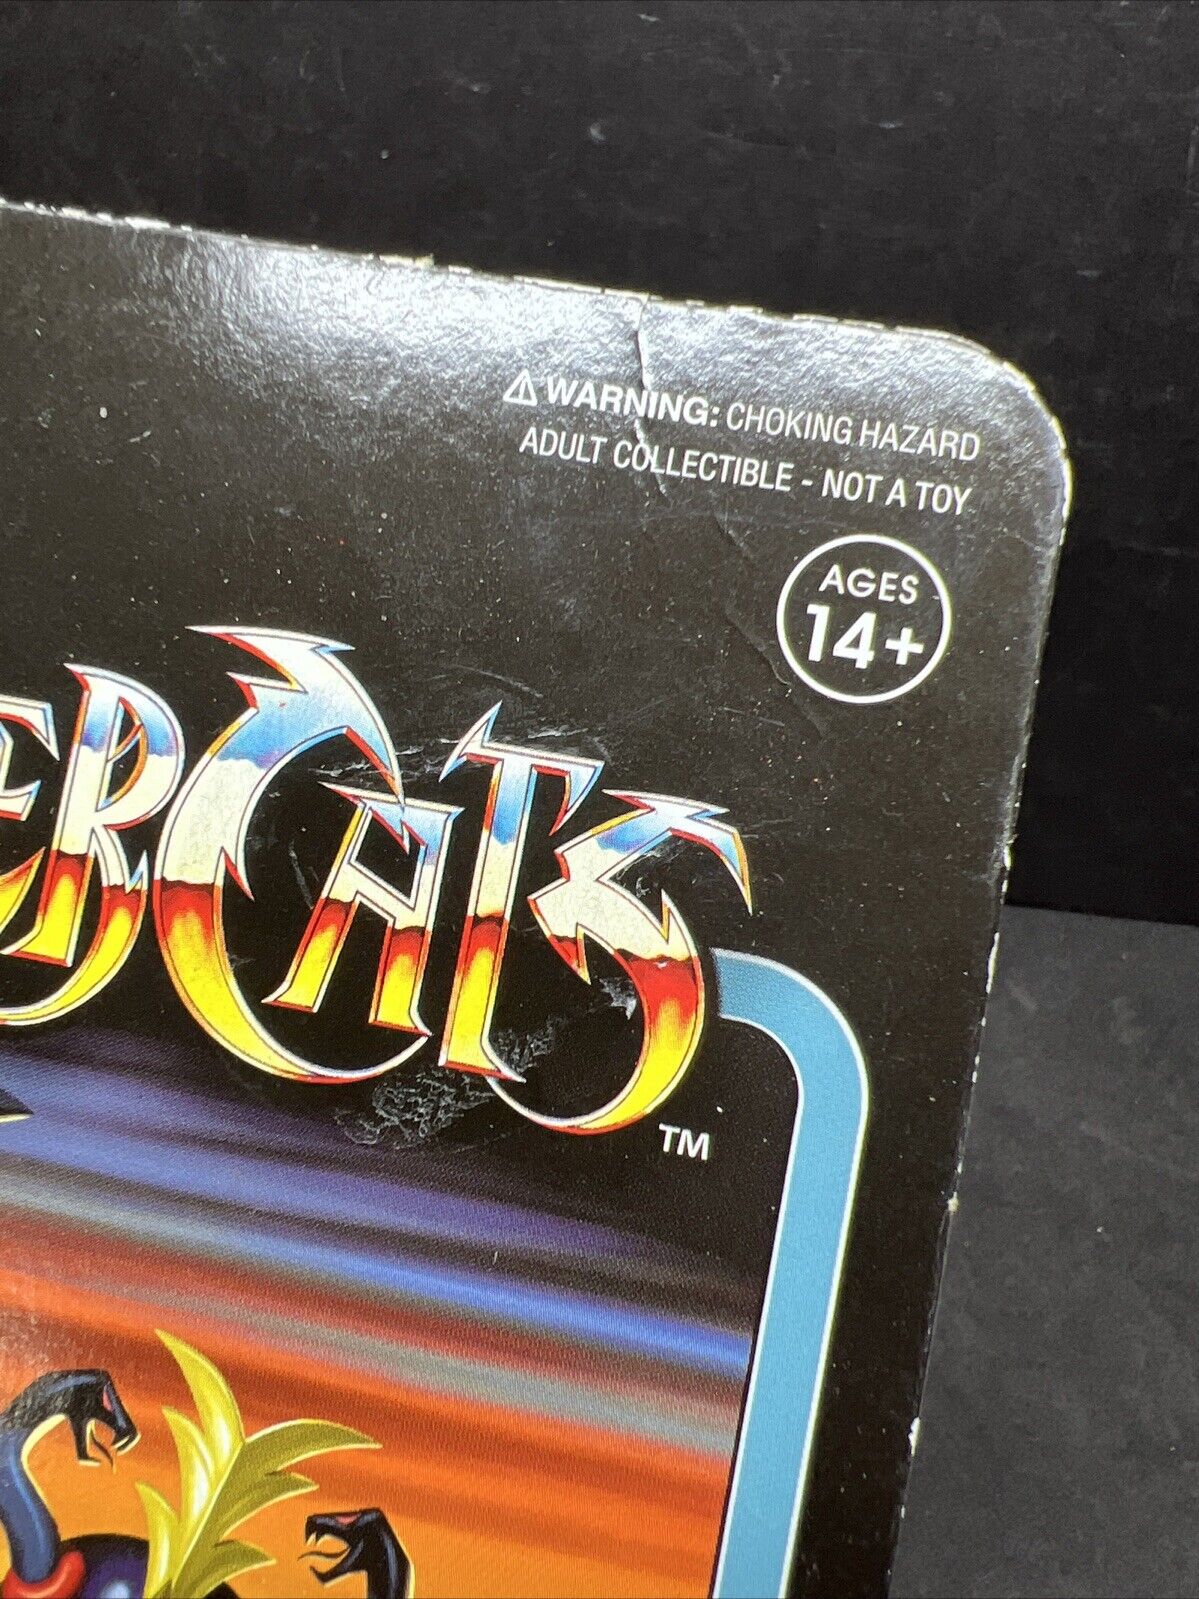 ⚠ WARNING: CHOKING HAZARD
ADULT COLLECTIBLE - NOT A TOY
AGES
14+
ERCATS
TM